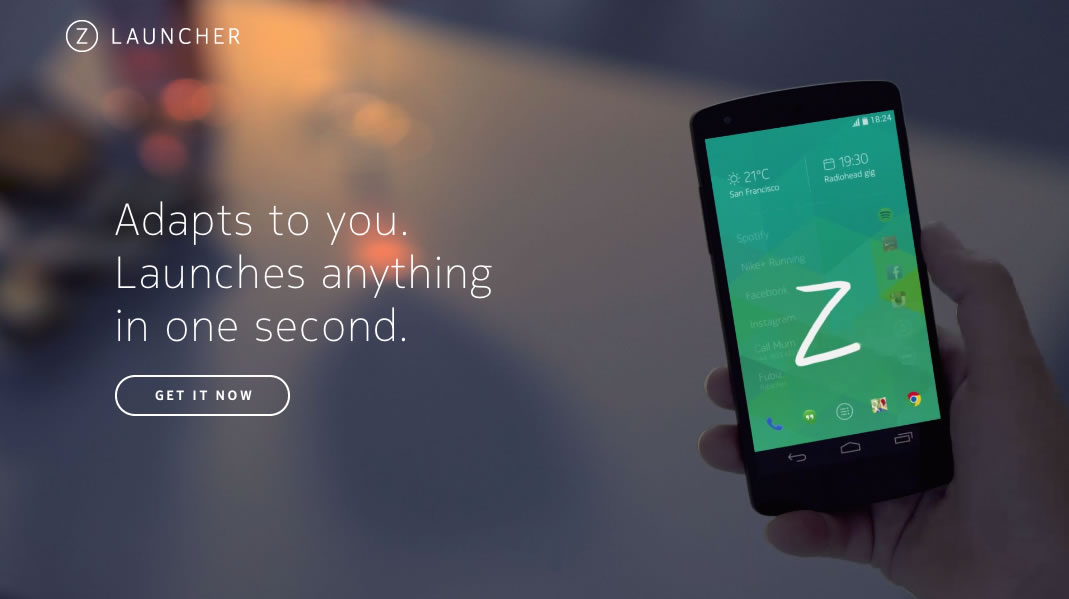 Z LAUNCHER
Adapts to you.
Launches anything
in one second.
GET IT NOW
18:24
21°C
San Francisco
19:30
Radiohead gig
Spotify
Nike+ Running
Facebook
Instagram
Call Mum
Fubiz
Z